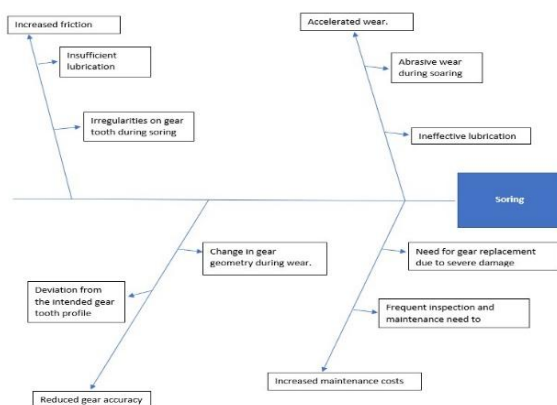 Increased friction
Insufficient
lubrication
Irregularities on gear
tooth during soring
Accelerated wear.
Abrasive wear
during soaring
Ineffective lubrication
Soring
Change in gear
geometry during wear.
Deviation from
the intended gear
tooth profile
Reduced gear accuracy
Need for gear replacement
due to severe damage
Frequent inspection and
maintenance need to
Increased maintenance costs